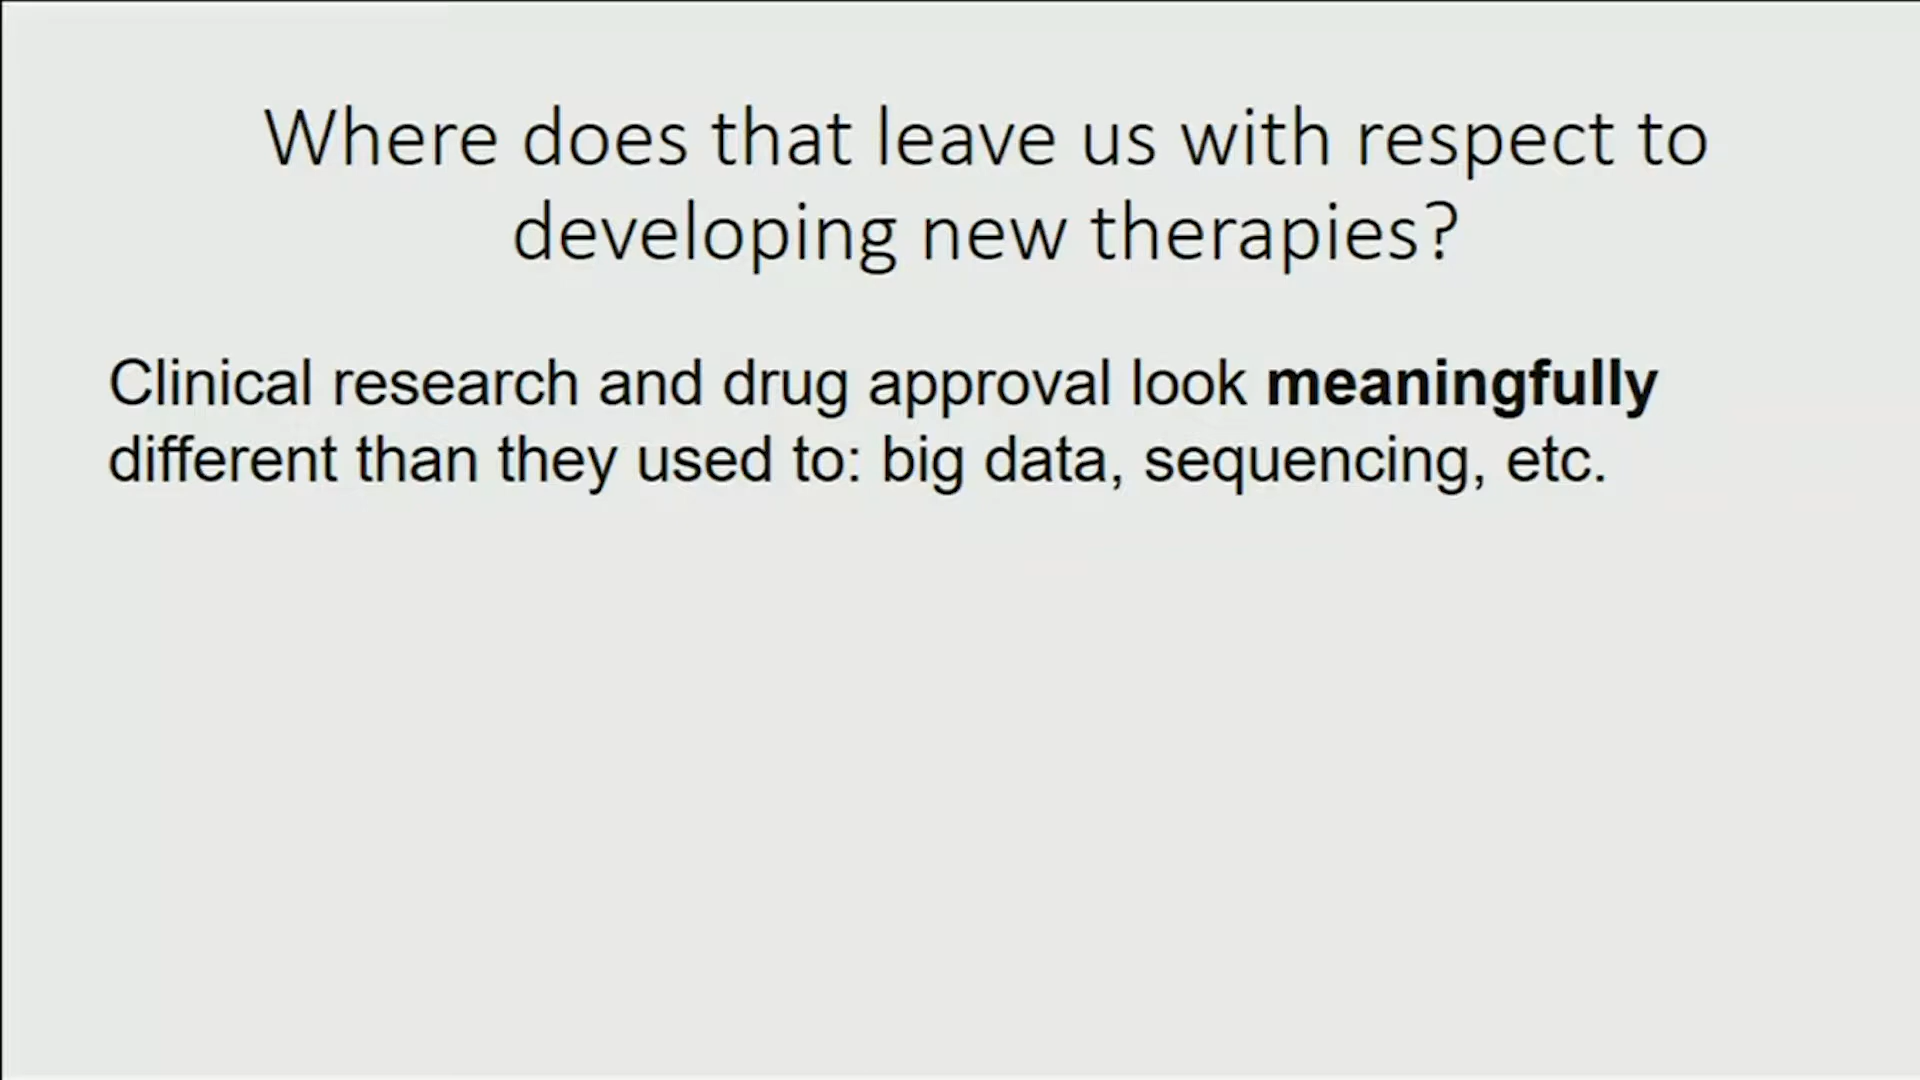 Where does that leave us with respect to
developing new therapies?
Clinical research and drug approval look meaningfully
different than they used to: big data, sequencing, etc.